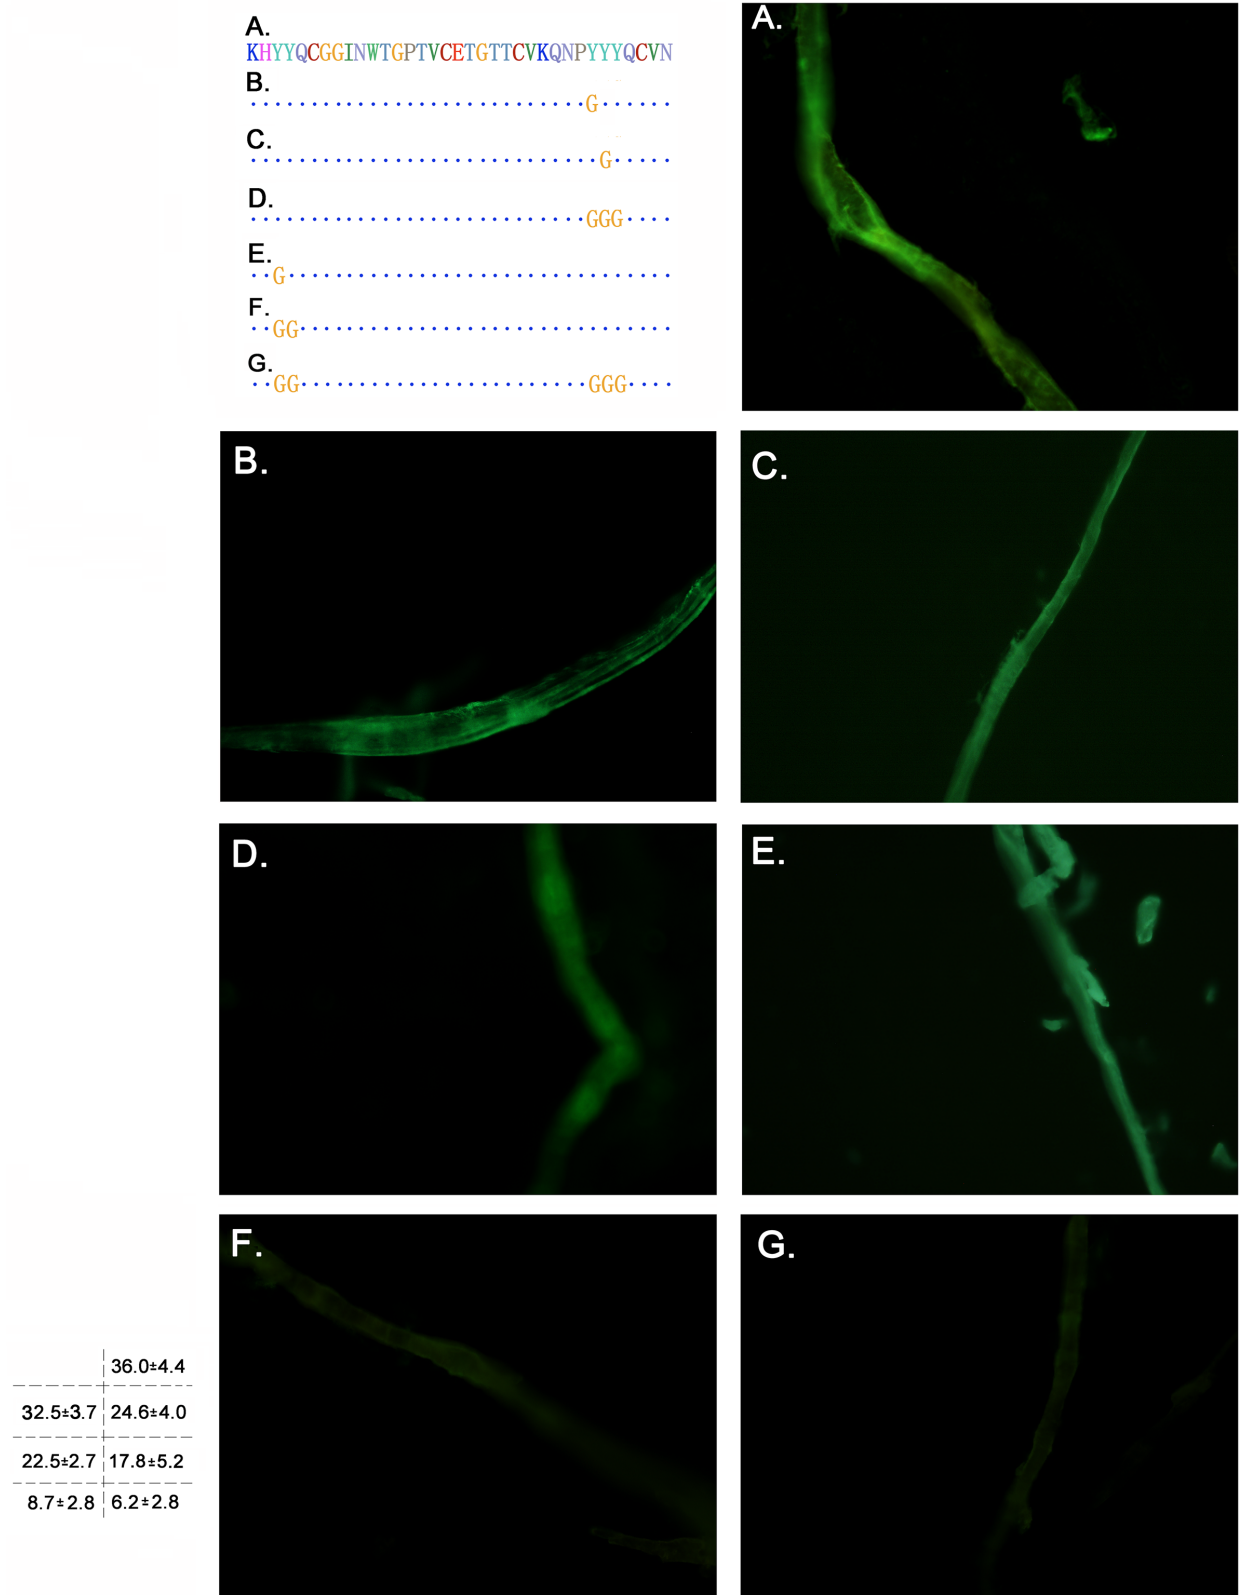 A.
KHYYQCGGINWTGPTVCETGTTCVKQNPYYYQCVN
B.
............................G......
C.
.............................G.....
D.
............................GGG....
E.
..G................................
F.
..GG...............................
G.
..GG........................GGG....
A.
B.
C.
D.
E.
F.
G.
36.0±4.4
32.5±3.7 24.6±4.0
22.5±2.7 17.8±5.2
8.7±2.8 6.2±2.8